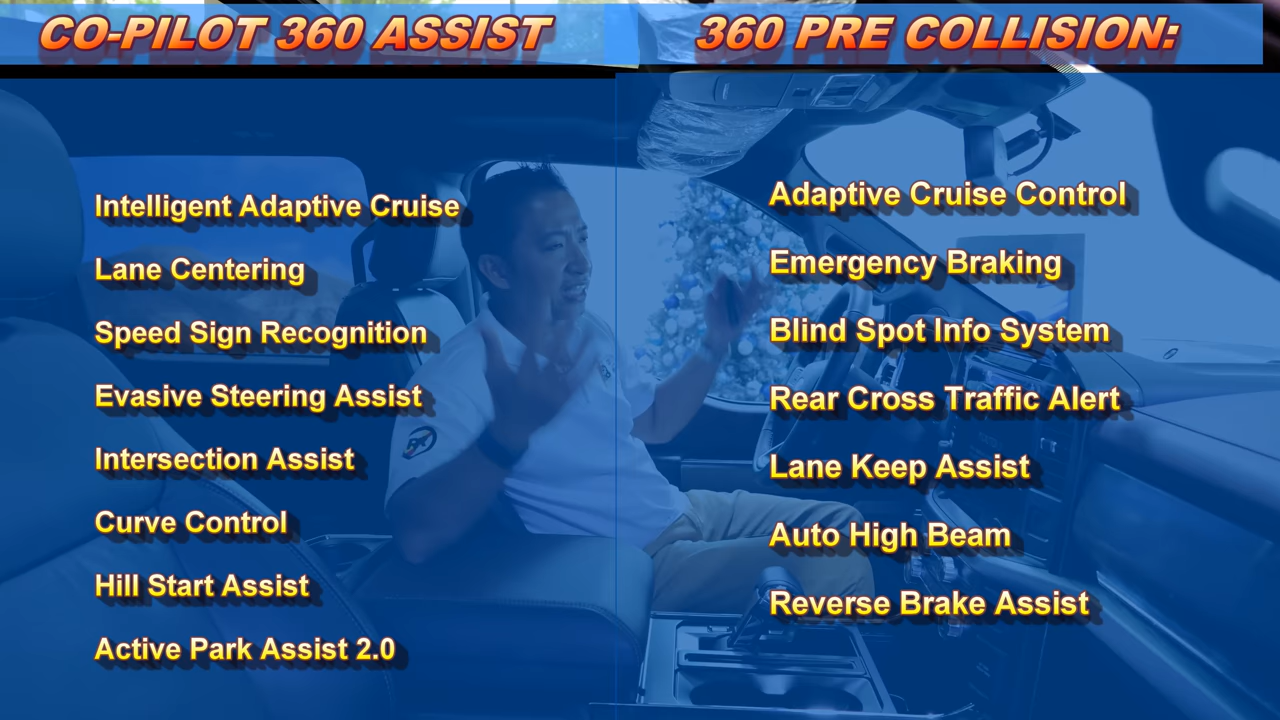 CO-PILOT 360 ASSIST
Intelligent Adaptive Cruise
Lane Centering
Speed Sign Recognition
Evasive Steering Assist
Intersection Assist
Curve Control
Hill Start Assist
Active Park Assist 2.0
360 PRE COLLISION:
Adaptive Cruise Control
Emergency Braking
Blind Spot Info System
Rear Cross Traffic Alert
Lane Keep Assist
Auto High Beam
Reverse Brake Assist